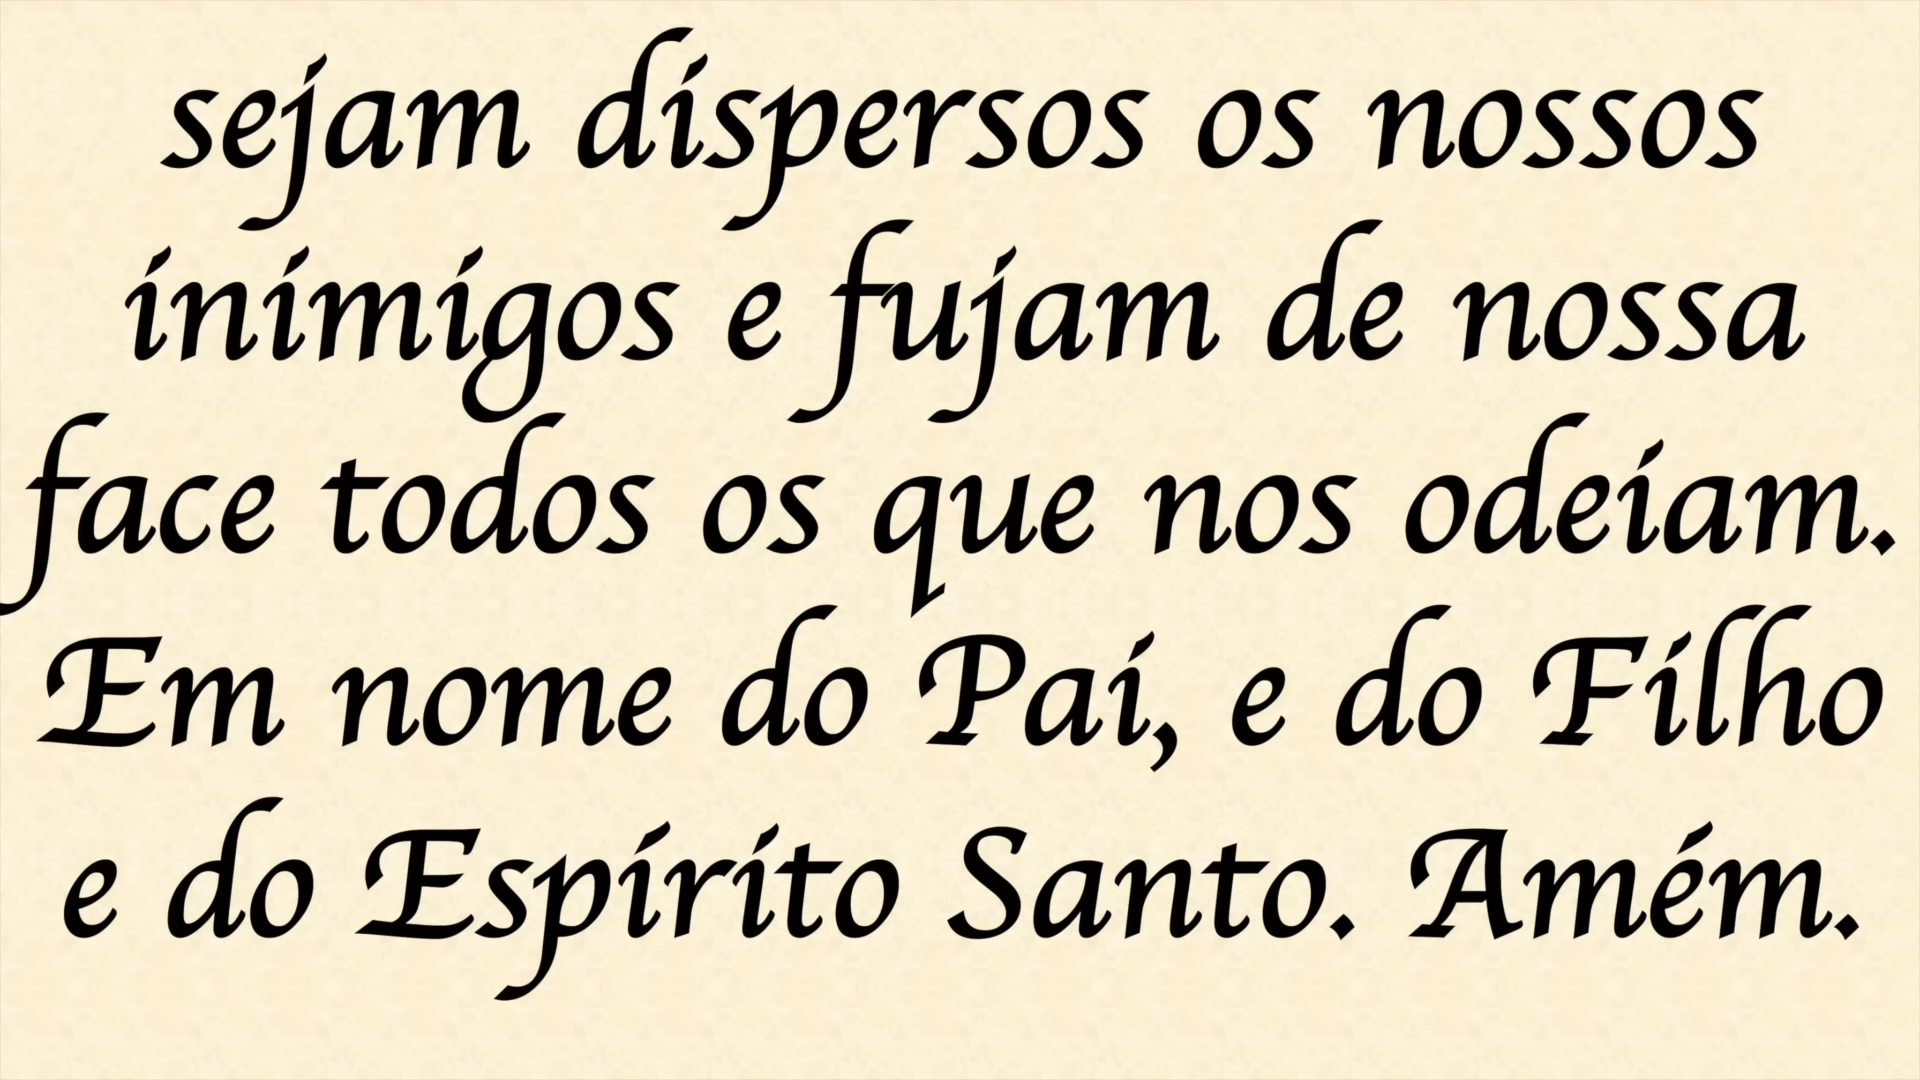 sejam dispersos os nossos
inimigos e fujam de nossa
face todos os que nos odeiam.
Em nome do Pai, e do Filho
e do Espírito Santo. Amém.